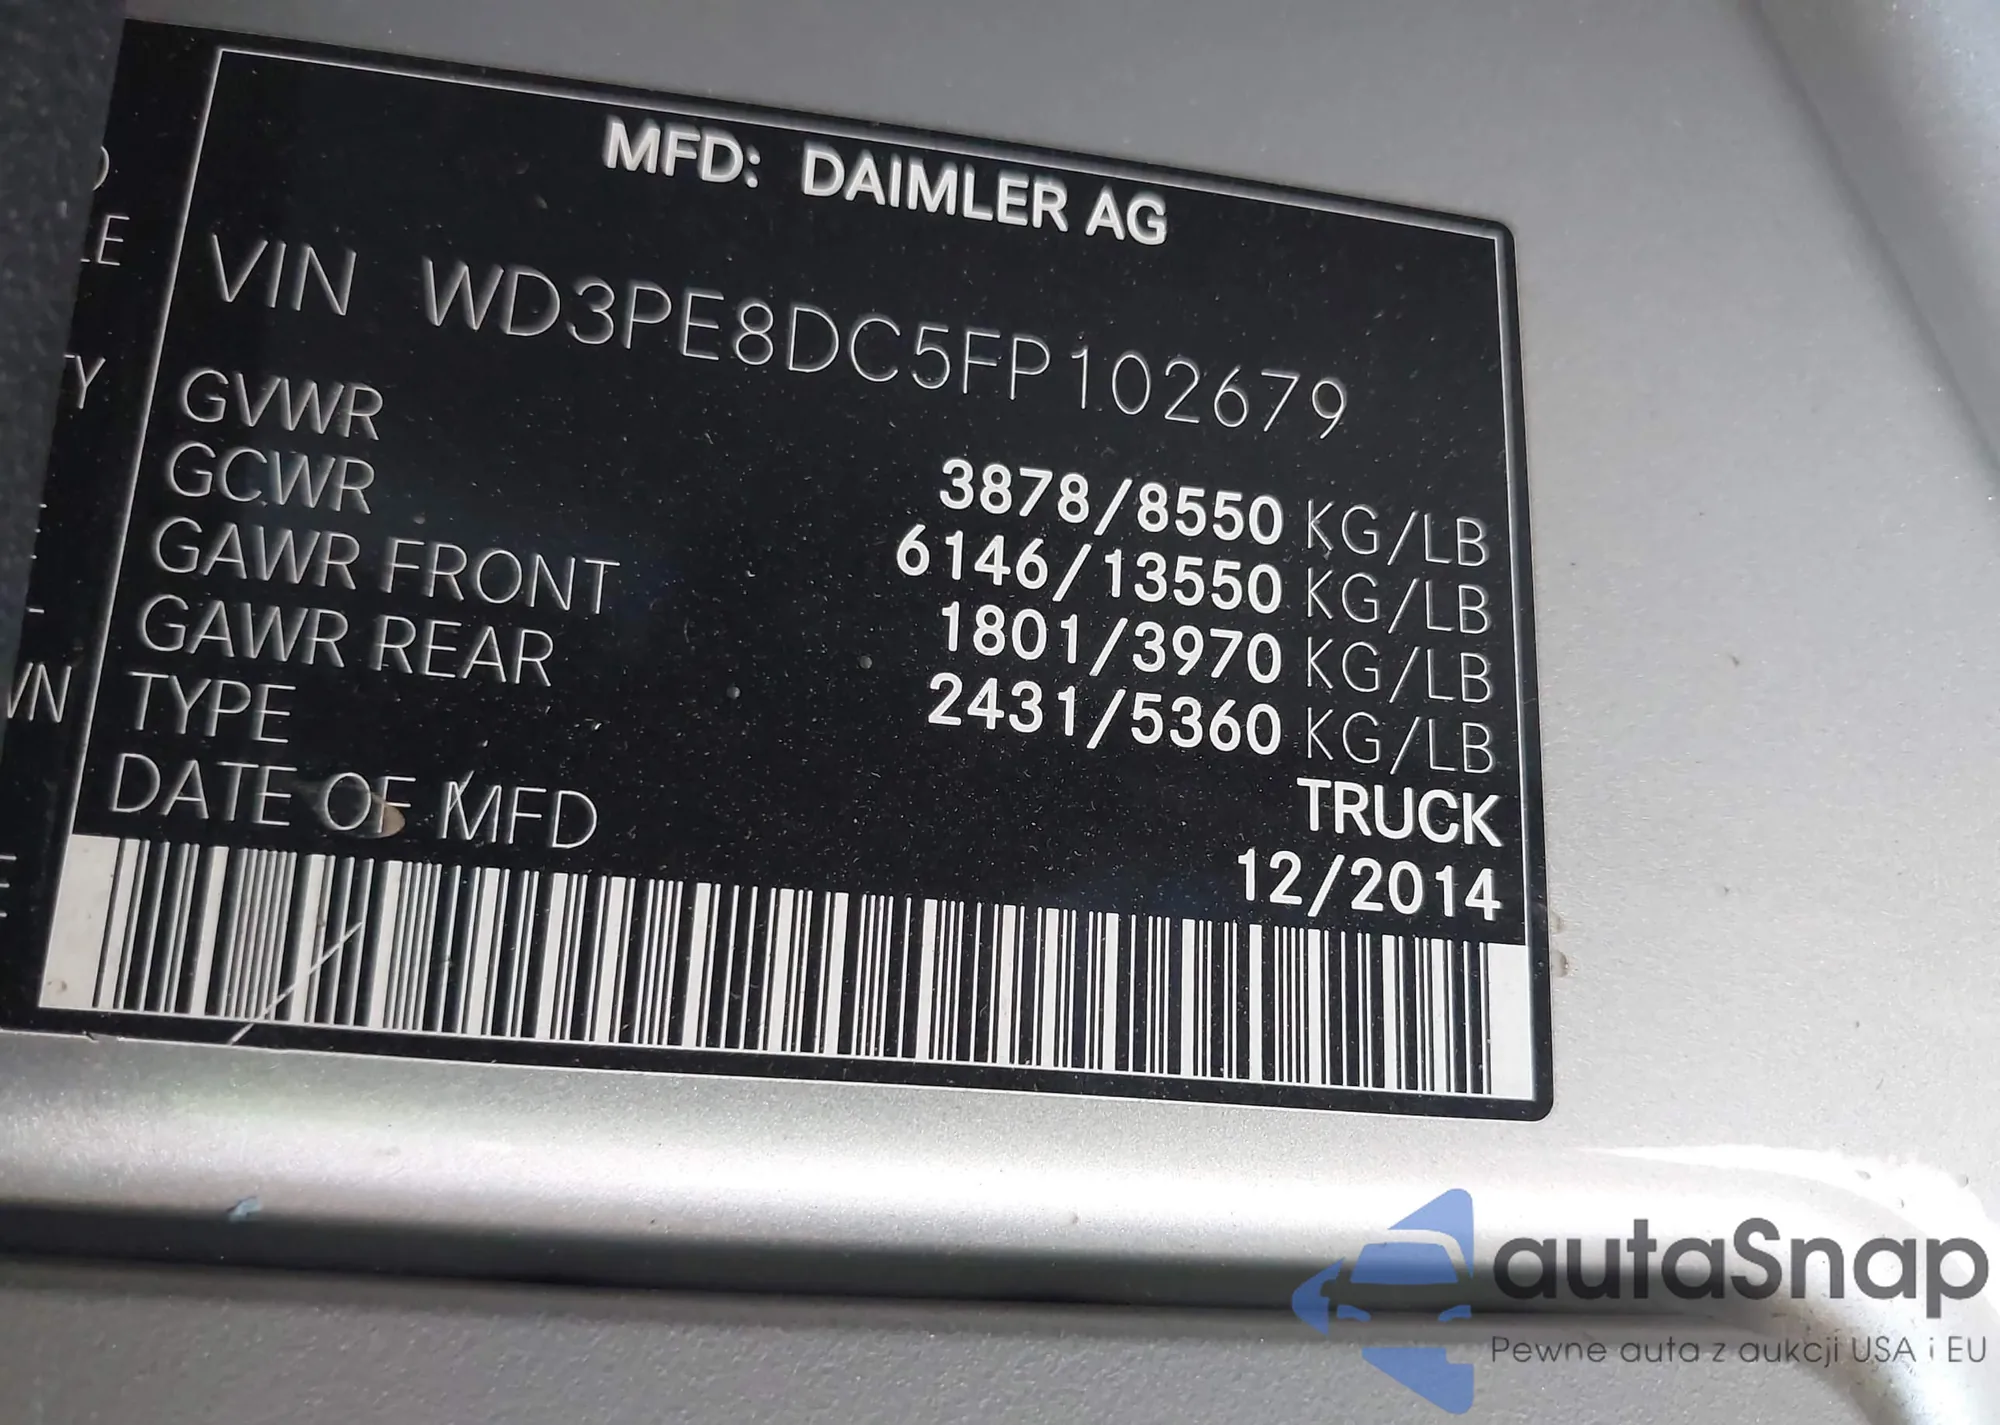 MFD: DAIMLER AG
VIN WD3PE8DC5FP102679
GVWR 3878/8550 KG/LB
GCWR 6146/13550 KG/LB
GAWR FRONT 1801/3970 KG/LB
GAWR REAR 2431/5360 KG/LB
TYPE TRUCK
DATE OF MFD 12/2014
autaSnap
Pewne auta z aukcji USA i EU